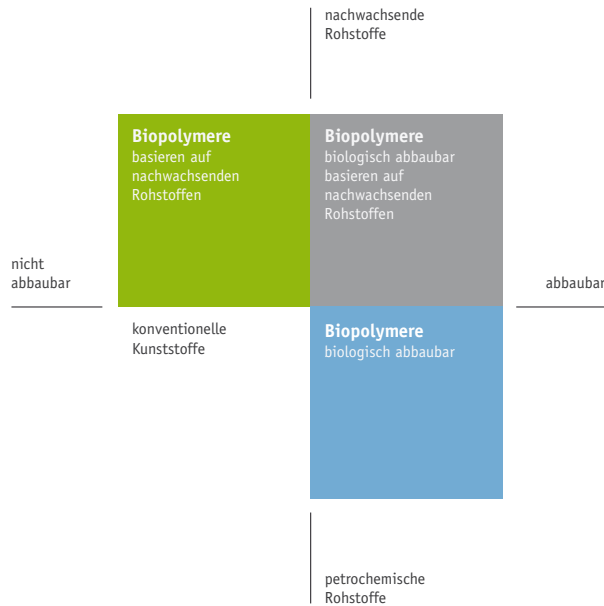 nachwachsende
Rohstoffe
Biopolymere
basieren auf
nachwachsenden
Rohstoffen
Biopolymere
biologisch abbaubar
basieren auf
nachwachsenden
Rohstoffen
nicht
abbaubar
abbaubar
konventionelle
Kunststoffe
Biopolymere
biologisch abbaubar
petrochemische
Rohstoffe